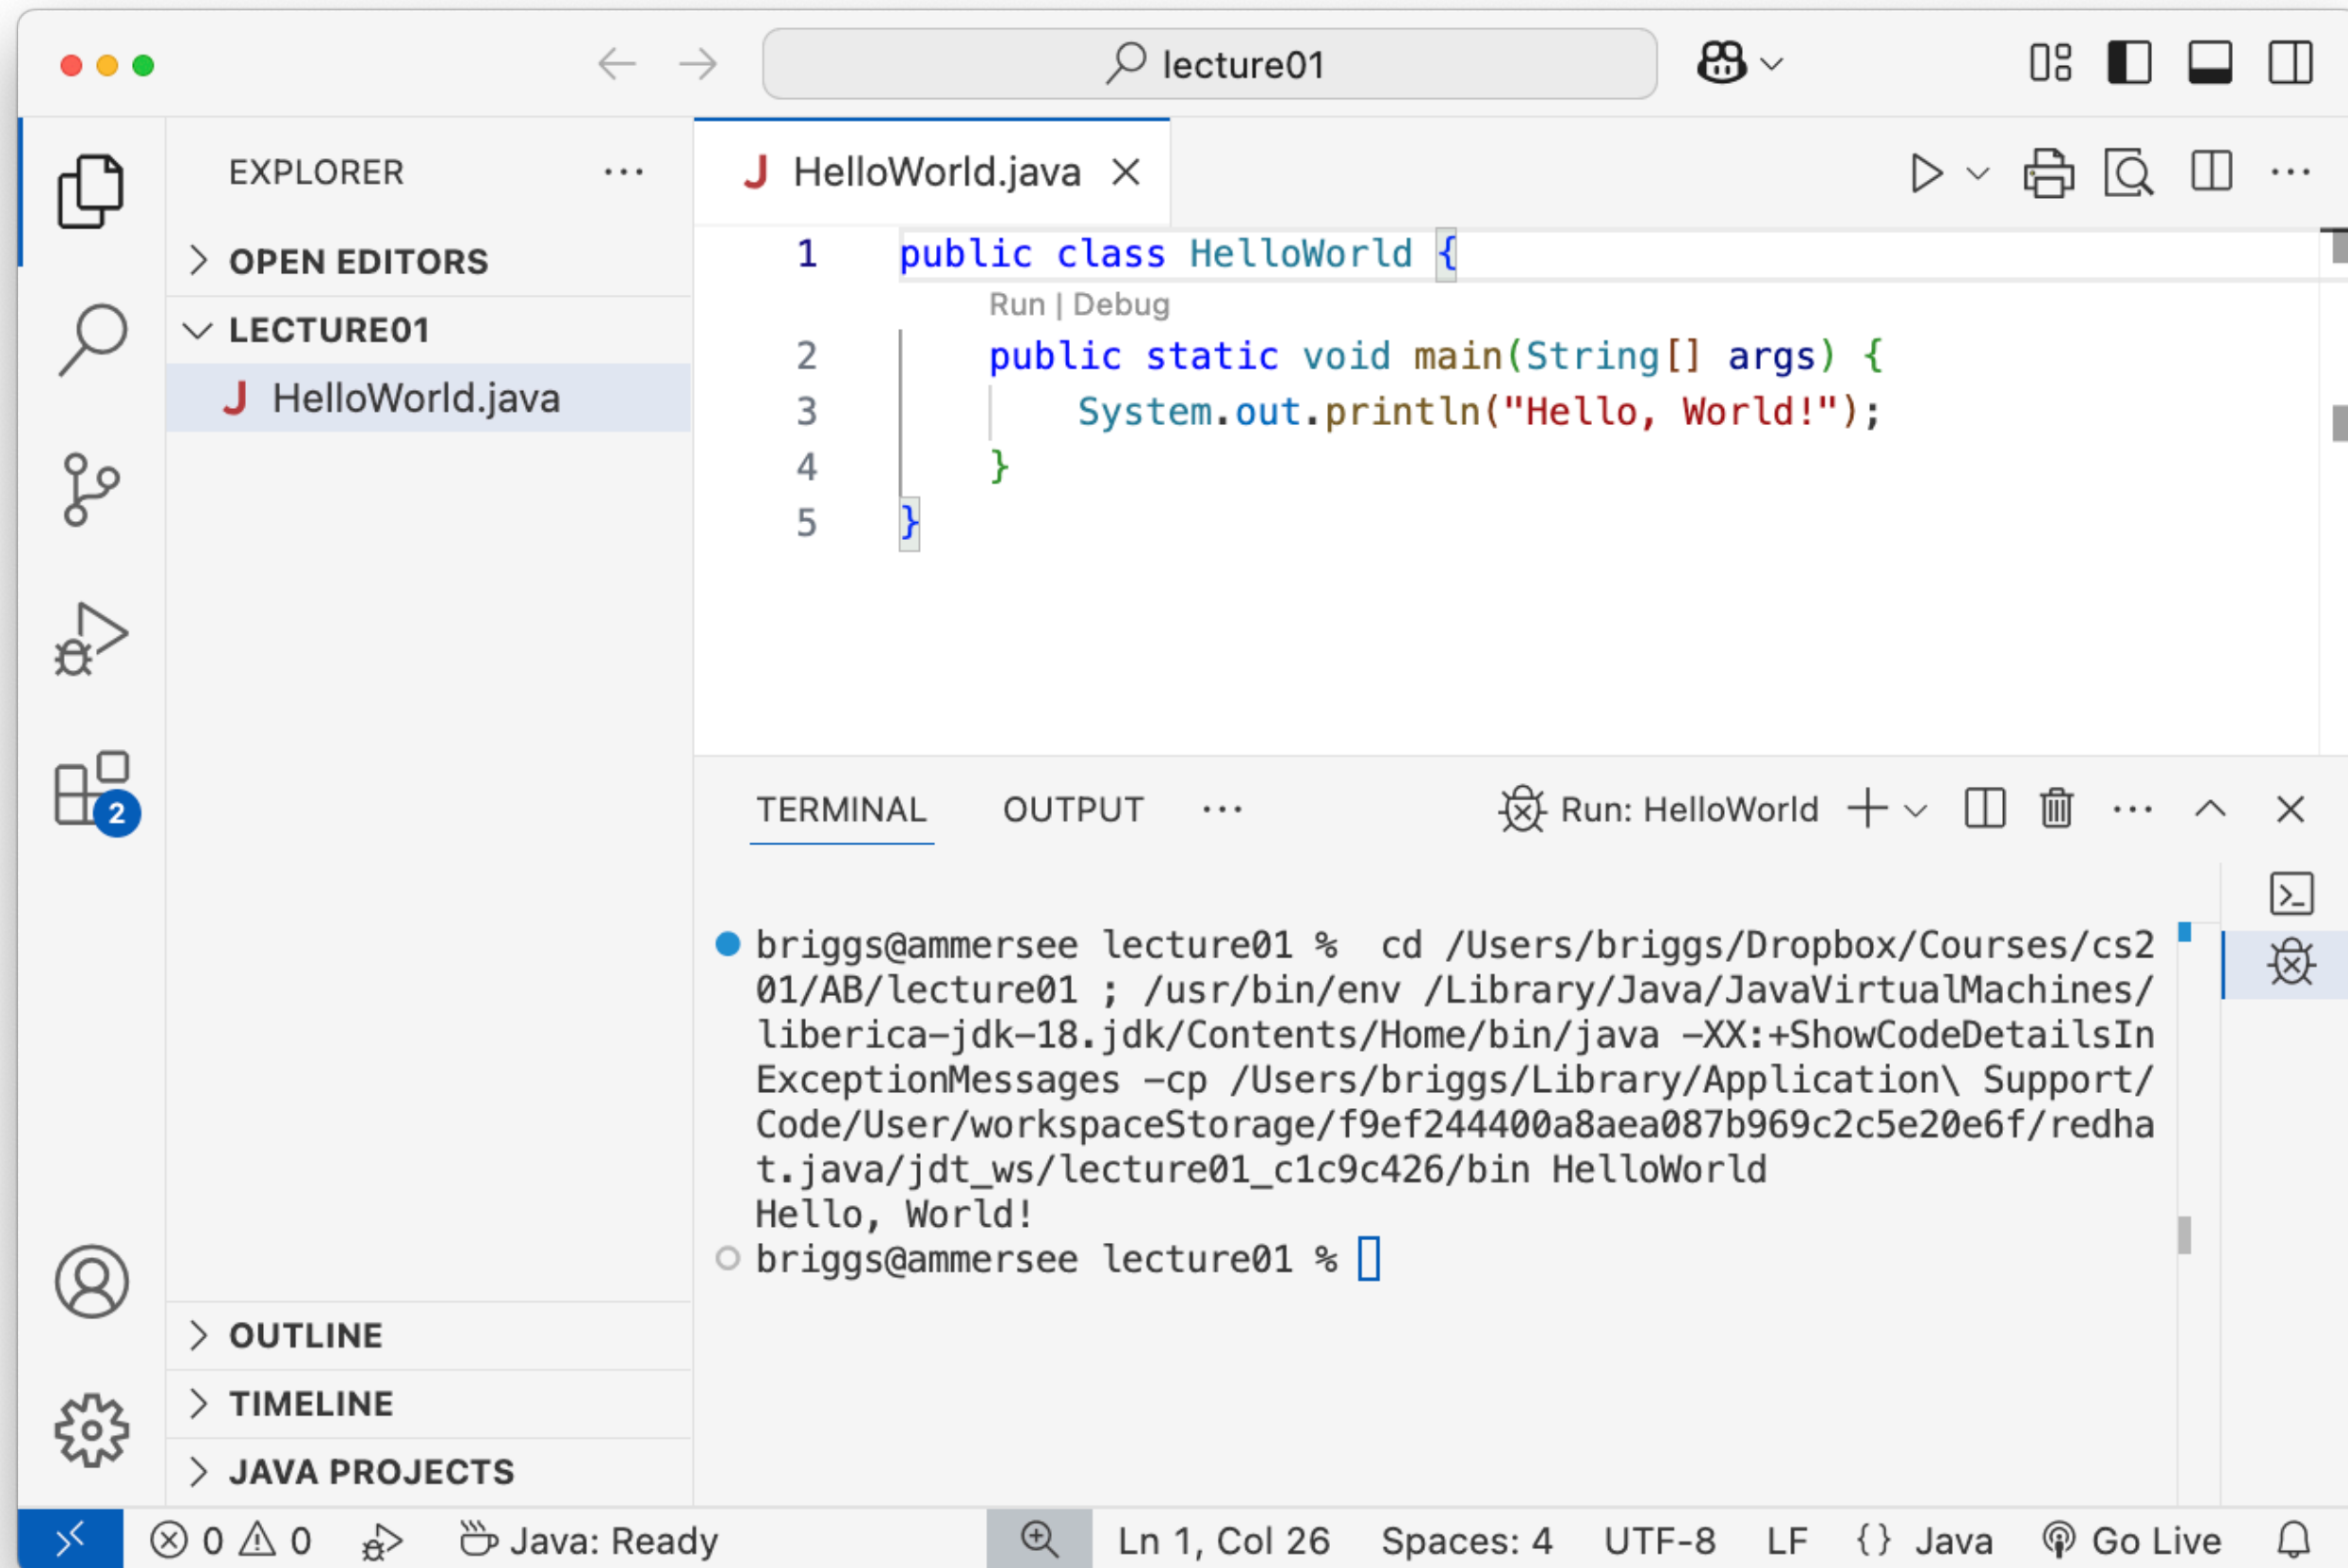 lecture01
EXPLORER
OPEN EDITORS
LECTURE01
J HelloWorld.java
OUTLINE
TIMELINE
JAVA PROJECTS
2
J HelloWorld.java
1 public class HelloWorld {
Run | Debug
2 public static void main(String[] args) {
3 System.out.println("Hello, World!");
4 }
5 }
TERMINAL OUTPUT Run: HelloWorld
briggs@ammersee lecture01 %  cd /Users/briggs/Dropbox/Courses/cs2
01/AB/lecture01 ; /usr/bin/env /Library/Java/JavaVirtualMachines/
liberica-jdk-18.jdk/Contents/Home/bin/java -XX:+ShowCodeDetailsIn
ExceptionMessages -cp /Users/briggs/Library/Application\ Support/
Code/User/workspaceStorage/f9ef244400a8aea087b969c2c5e20e6f/redha
t.java/jdt_ws/lecture01_c1c9c426/bin HelloWorld
Hello, World!
briggs@ammersee lecture01 %
0 0 Java: Ready Ln 1, Col 26 Spaces: 4 UTF-8 LF {} Java Go Live